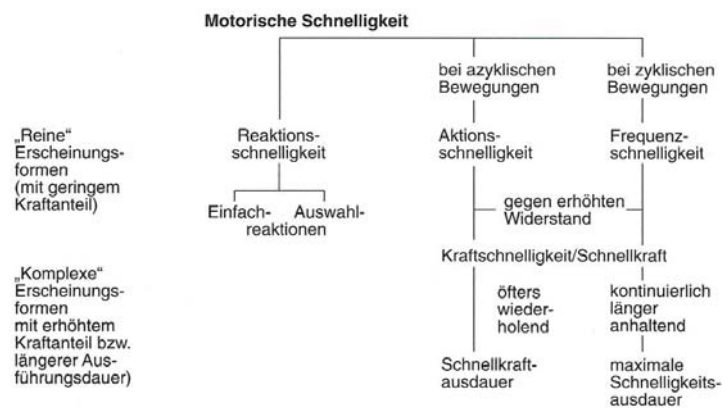 Motorische Schnelligkeit
bei azyklischen
Bewegungen
bei zyklischen
Bewegungen
„Reine“
Erscheinungs-
formen
(mit geringem
Kraftanteil)
Reaktions-
schnelligkeit
Aktions-
schnelligkeit
Frequenz-
schnelligkeit
Einfach- Auswahl-
reaktionen
gegen erhöhten
Widerstand
Kraftschnelligkeit/Schnellkraft
„Komplexe“
Erscheinungs-
formen
mit erhöhtem
Kraftanteil bzw.
längerer Aus-
führungsdauer)
öfters
wieder-
holend
kontinuierlich
länger
anhaltend
Schnellkraft-
ausdauer
maximale
Schnelligkeits-
ausdauer